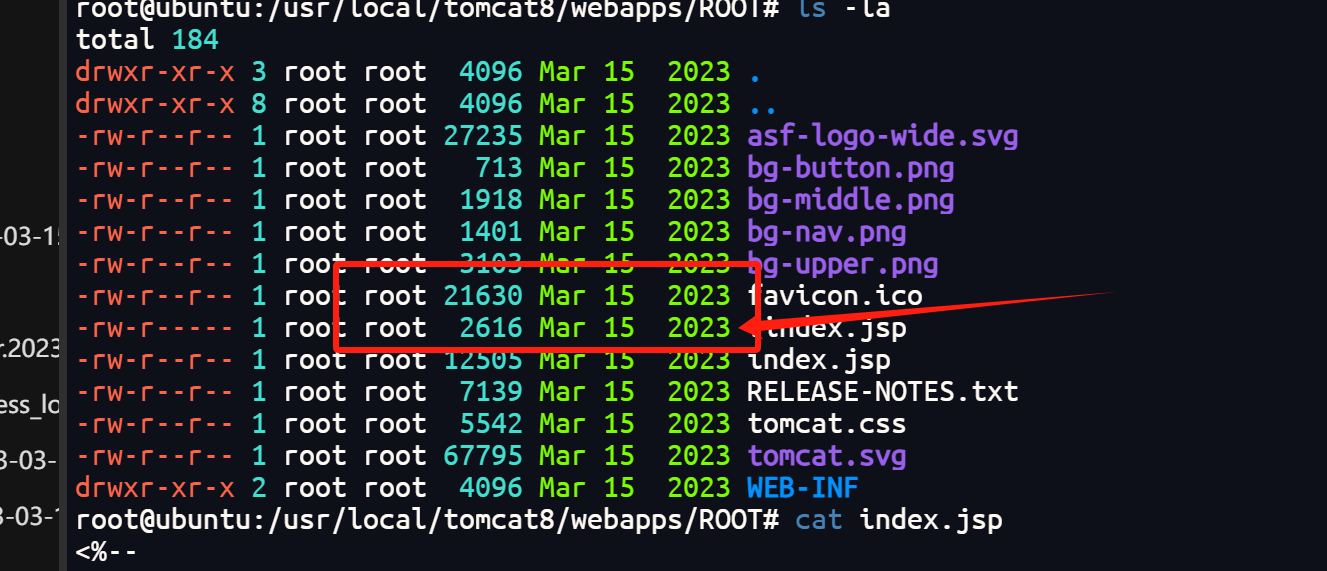 root@ubuntu:/usr/local/tomcat8/webapps/ROOT# ls -la
total 184
drwxr-xr-x 3 root root 4096 Mar 15 2023 .
drwxr-xr-x 8 root root 4096 Mar 15 2023 ..
-rw-r--r-- 1 root root 27235 Mar 15 2023 asf-logo-wide.svg
-rw-r--r-- 1 root root 713 Mar 15 2023 bg-button.png
-rw-r--r-- 1 root root 1918 Mar 15 2023 bg-middle.png
-rw-r--r-- 1 root root 1401 Mar 15 2023 bg-nav.png
-rw-r--r-- 1 root root 3103 Mar 15 2023 bg-upper.png
-rw-r--r-- 1 root root 21630 Mar 15 2023 favicon.ico
-rw-r----- 1 root root 2616 Mar 15 2023
-rw-r--r-- 1 root root 12505 Mar 15 2023 index.jsp
-rw-r--r-- 1 root root 7139 Mar 15 2023 RELEASE-NOTES.txt
-rw-r--r-- 1 root root 5542 Mar 15 2023 tomcat.css
-rw-r--r-- 1 root root 67795 Mar 15 2023 tomcat.svg
drwxr-xr-x 2 root root 4096 Mar 15 2023 WEB-INF
root@ubuntu:/usr/local/tomcat8/webapps/ROOT# cat index.jsp
<%--
-03-15
r.2023
ess_lo
3-03-
3-03-1